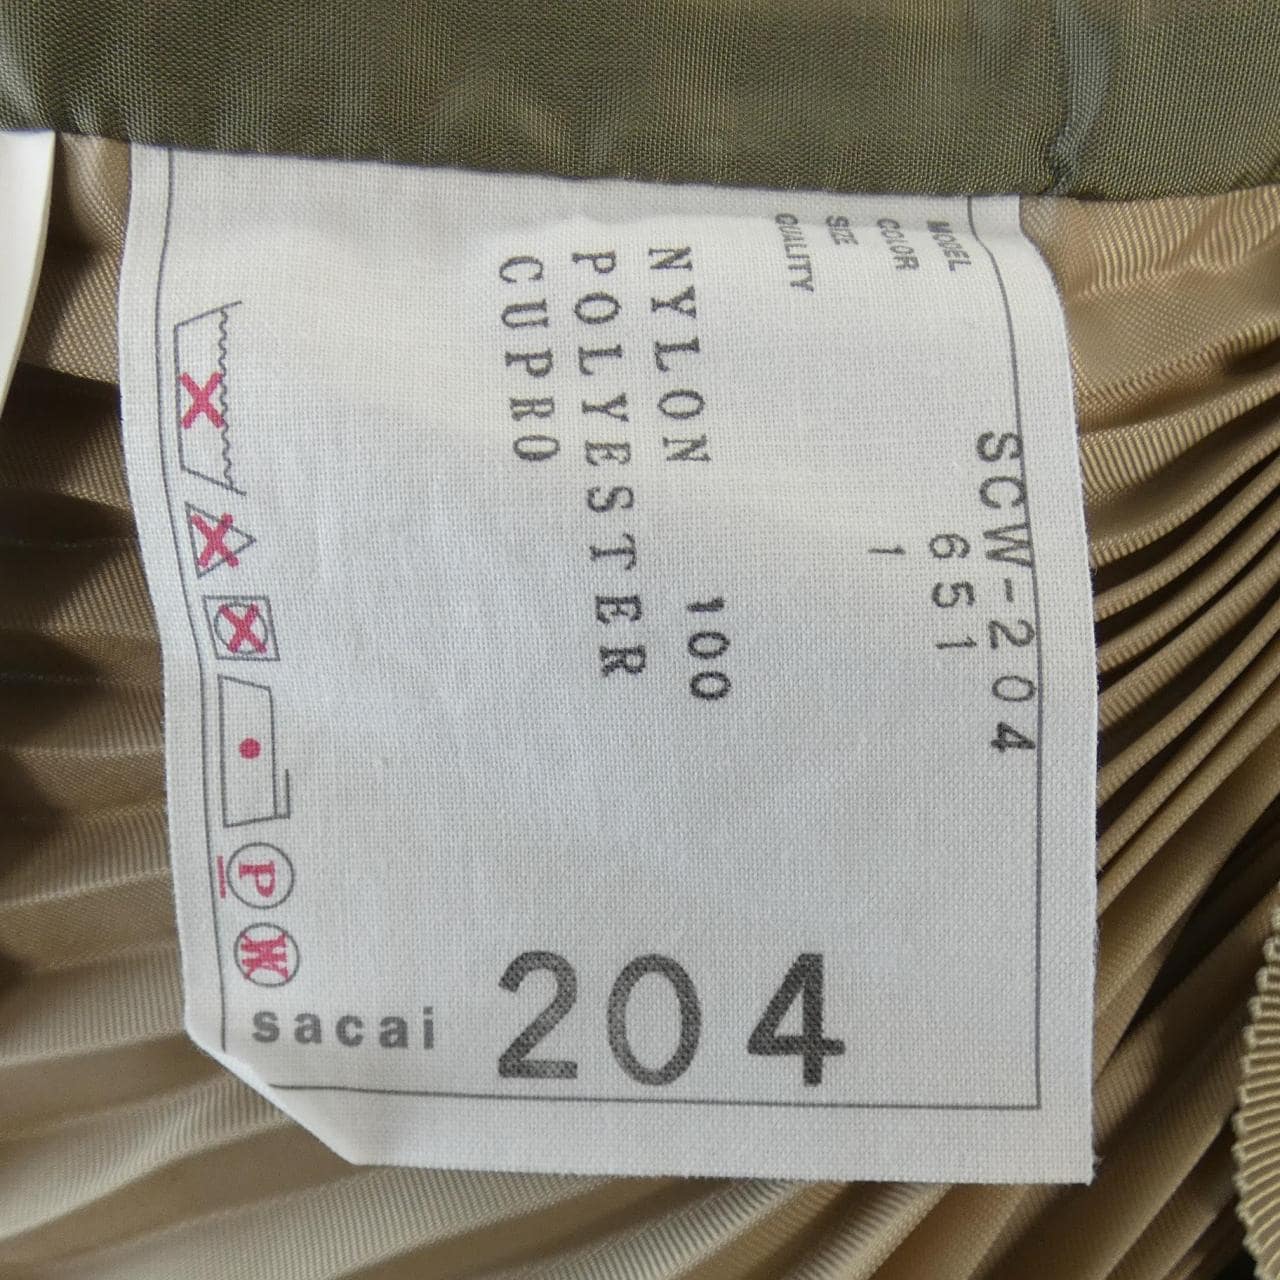 MODEL SCW-204
COLOR 651
SIZE 1
QUALITY
NYLON 100
POLYESTER
CUPRO
P
W
sacai
204